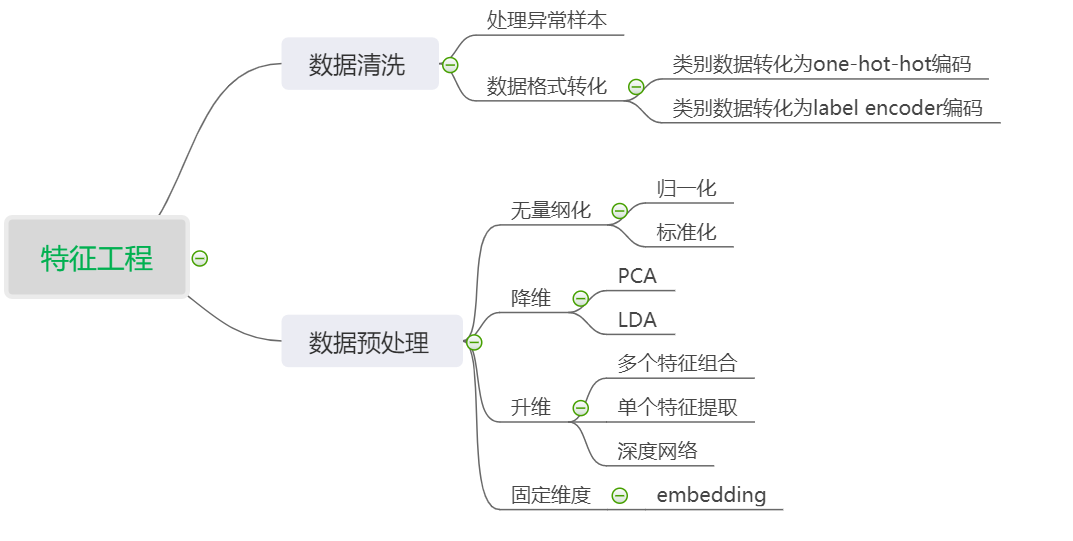 特征工程
数据清洗
处理异常样本
数据格式转化
类别数据转化为one-hot-hot编码
类别数据转化为label encoder编码
数据预处理
无量纲化
归一化
标准化
降维
PCA
LDA
升维
多个特征组合
单个特征提取
深度网络
固定维度
embedding